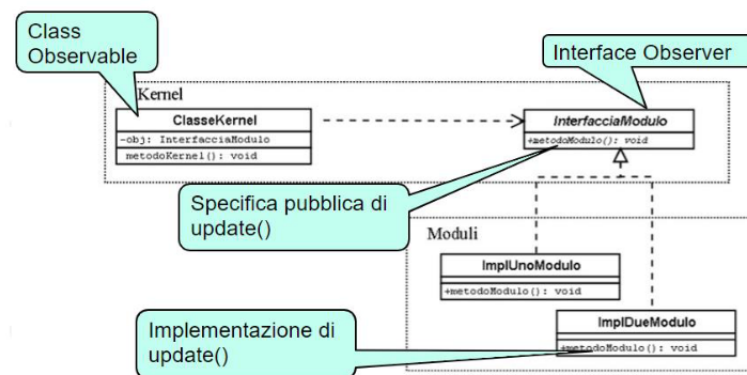 Class
Observable
Interface Observer
Kernel
ClasseKernel
-obj: InterfacciaModulo
metodoKernel(): void
InterfacciaModulo
+metodoModulo(): void
Specifica pubblica di
update()
Moduli
ImplUnoModulo
+metodoModulo(): void
Implementazione di
update()
ImplDueModulo
+metodoModulo(): void